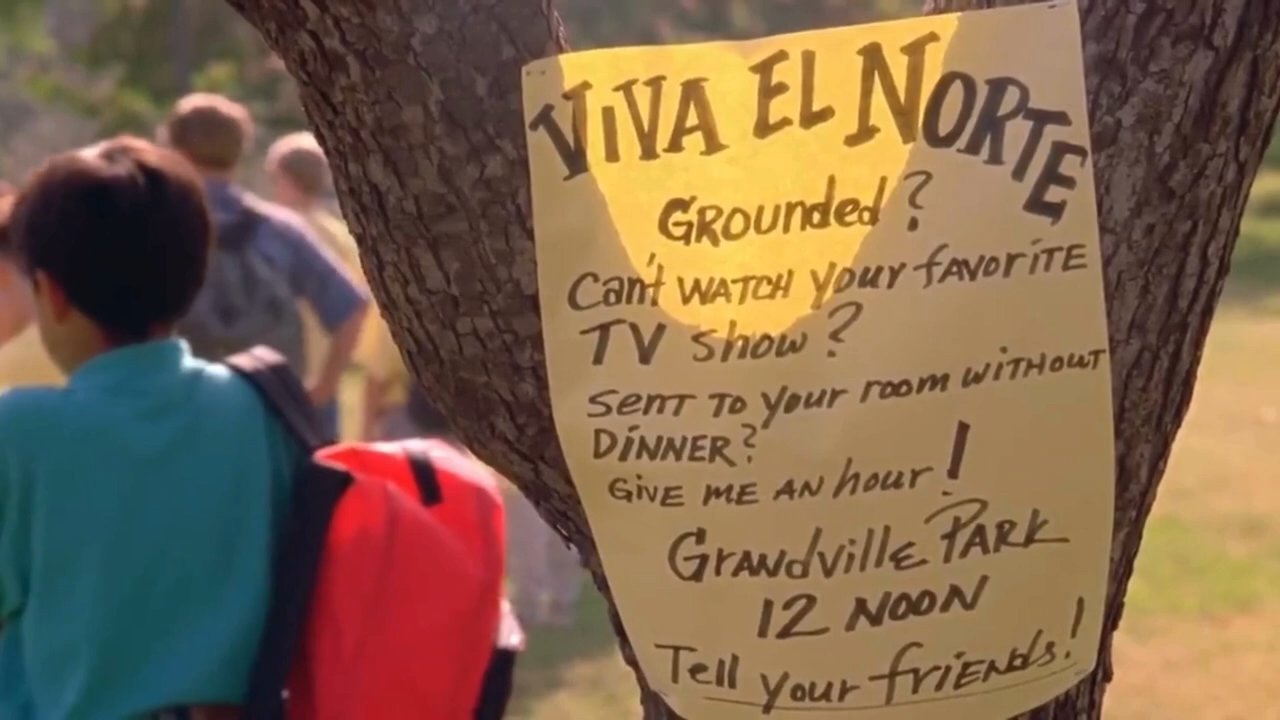 VIVA EL NORTE
GROUNDED?
Can't WATCH your favorite
TV show?
Sent to your room without
DINNER?
GIVE ME AN hour!
Grandville PARK
12 NOON
Tell your friends!